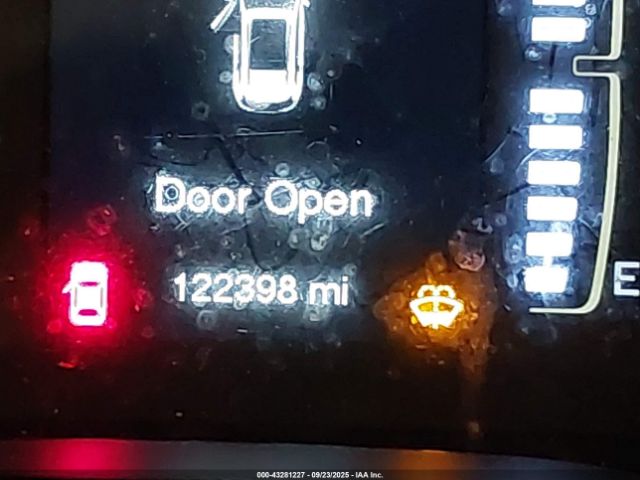 Door Open
122398 mi
E
000-43281227 - 09/23/2025 - IAA Inc.